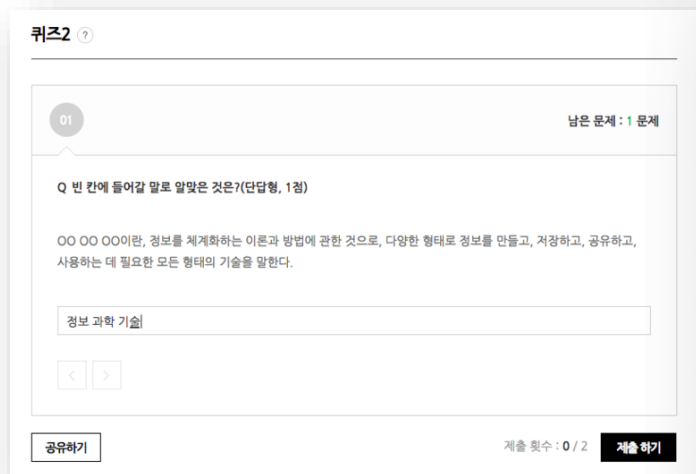 퀴즈2 ?
01
남은 문제 : 1 문제
Q 빈 칸에 들어갈 말로 알맞은 것은?(단답형, 1점)
OO OO OO이란, 정보를 체계화하는 이론과 방법에 관한 것으로, 다양한 형태로 정보를 만들고, 저장하고, 공유하고,
사용하는 데 필요한 모든 형태의 기술을 말한다.
정보 과학 기술
< >
공유하기
제출 횟수 : 0 / 2
제출 하기